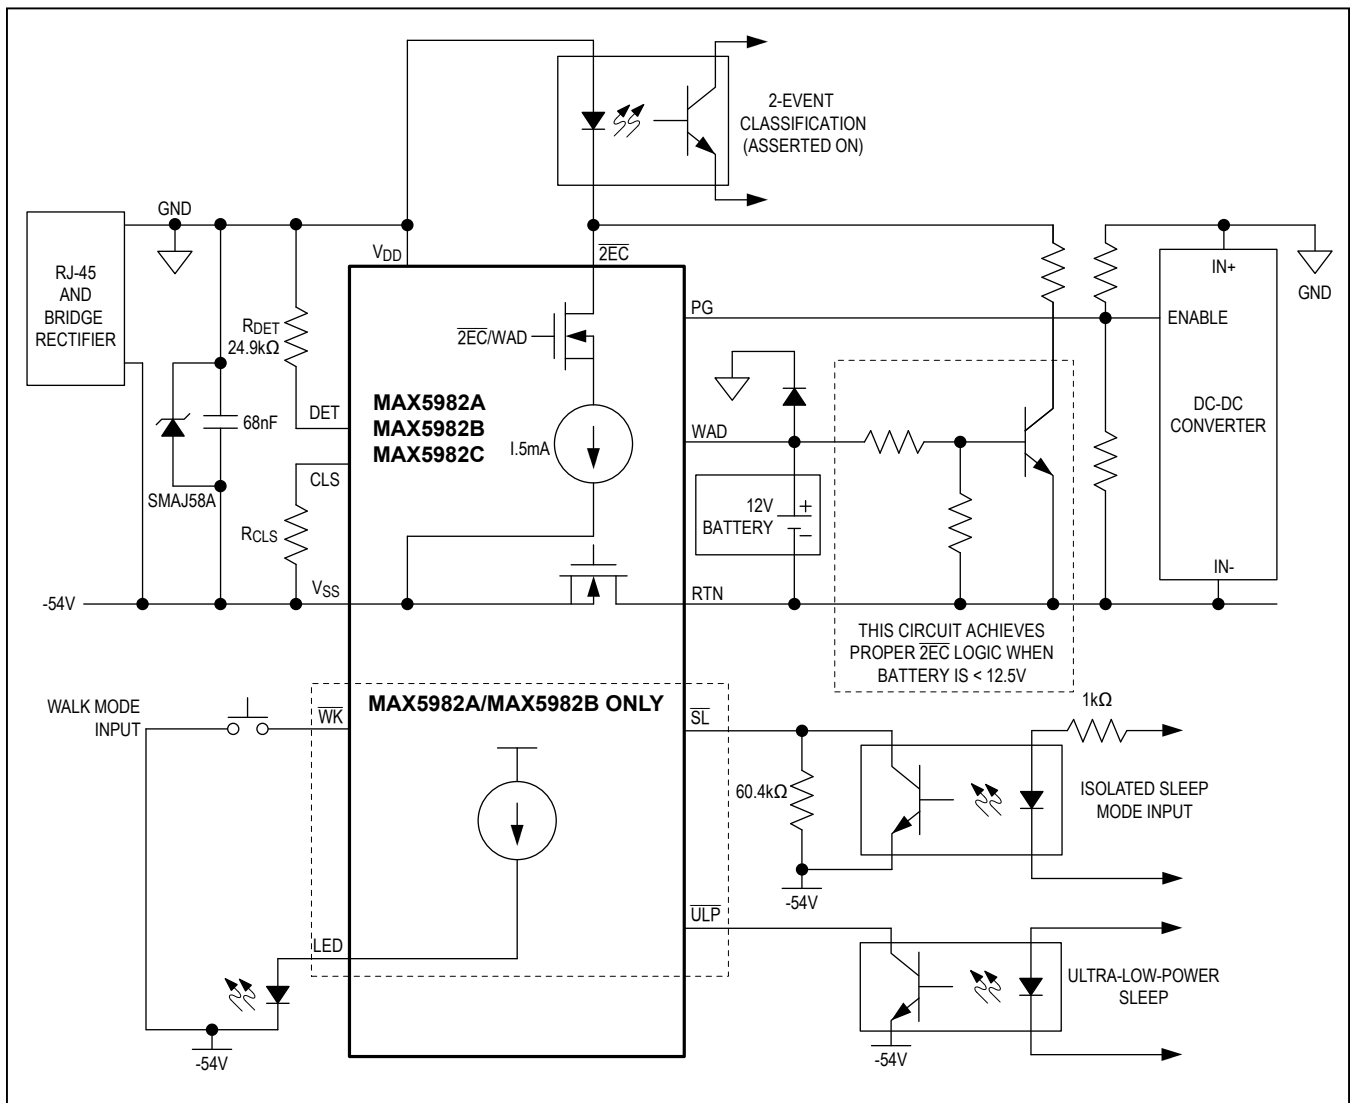 2-EVENT
CLASSIFICATION
(ASSERTED ON)
GND
RJ-45
AND
BRIDGE
RECTIFIER
VDD
2EC
IN+
GND
RDET
24.9kΩ
2EC/WAD
PG
ENABLE
DET
68nF
MAX5982A
MAX5982B
MAX5982C
I.5mA
WAD
DC-DC
CONVERTER
CLS
SMAJ58A
RCLS
12V
BATTERY
+
−
IN-
-54V
VSS
RTN
THIS CIRCUIT ACHIEVES
PROPER 2EC LOGIC WHEN
BATTERY IS < 12.5V
WALK MODE
INPUT
WK
MAX5982A/MAX5982B ONLY
SL
1kΩ
60.4kΩ
ISOLATED SLEEP
MODE INPUT
-54V
LED
ULP
ULTRA-LOW-POWER
SLEEP
-54V
-54V